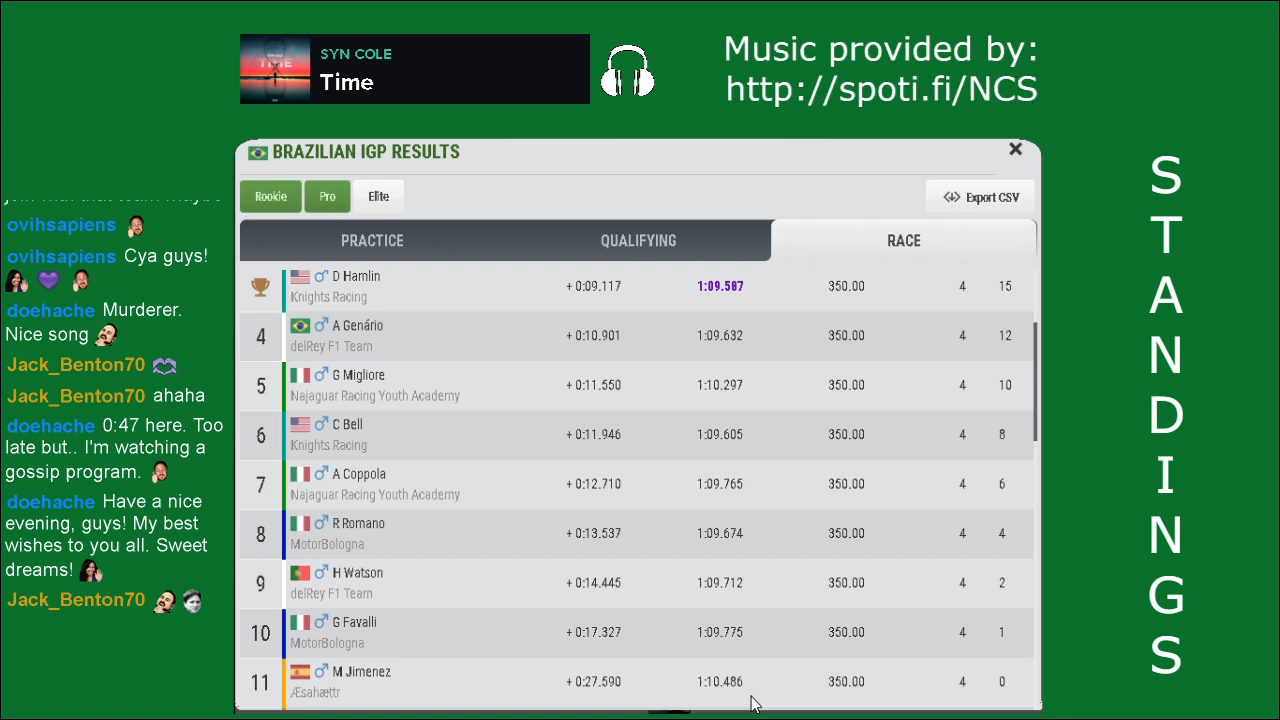 SYN COLE
Time
Music provided by:
http://spoti.fi/NCS
ovihsapiens
ovihsapiens Cya guys!
doehache Murderer.
Nice song
Jack_Benton70
Jack_Benton70 ahaha
doehache 0:47 here. Too
late but.. I'm watching a
gossip program.
doehache Have a nice
evening, guys! My best
wishes to you all. Sweet
dreams!
Jack_Benton70
BRAZILIAN IGP RESULTS
Rookie Pro Elite Export CSV
PRACTICE QUALIFYING RACE
D Hamlin + 0:09.117 1:09.587 350.00 4 15
Knights Racing
4 A Genário + 0:10.901 1:09.632 350.00 4 12
delRey F1 Team
5 G Migliore + 0:11.550 1:10.297 350.00 4 10
Najaguar Racing Youth Academy
6 C Bell + 0:11.946 1:09.605 350.00 4 8
Knights Racing
7 A Coppola + 0:12.710 1:09.765 350.00 4 6
Najaguar Racing Youth Academy
8 R Romano + 0:13.537 1:09.674 350.00 4 4
MotorBologna
9 H Watson + 0:14.445 1:09.712 350.00 4 2
delRey F1 Team
10 G Favalli + 0:17.327 1:09.775 350.00 4 1
MotorBologna
11 M Jimenez + 0:27.590 1:10.486 350.00 4 0
Æsahættr
S
T
A
N
D
I
N
G
S